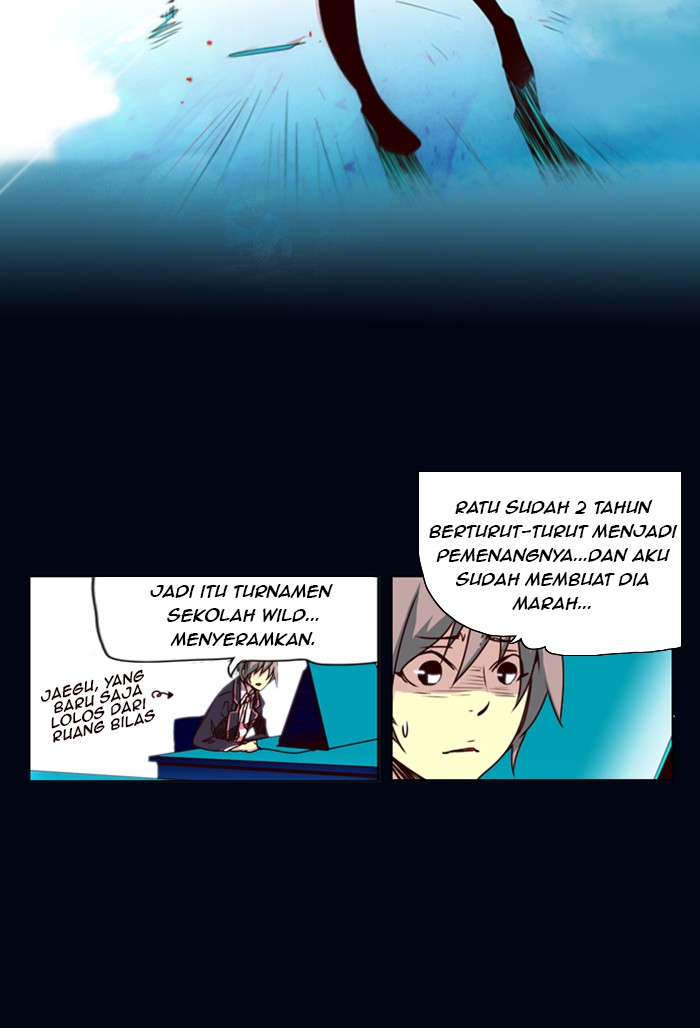 JADI ITU TURNAMEN
SEKOLAH WILD...
MENYERAMKAN.
JAEGU, YANG
BARU SAJA
LOLOS DARI
RUANG BILAS
RATU SUDAH 2 TAHUN
BERTURUT-TURUT MENJADI
PEMENANGNYA...DAN AKU
SUDAH MEMBUAT DIA
MARAH...